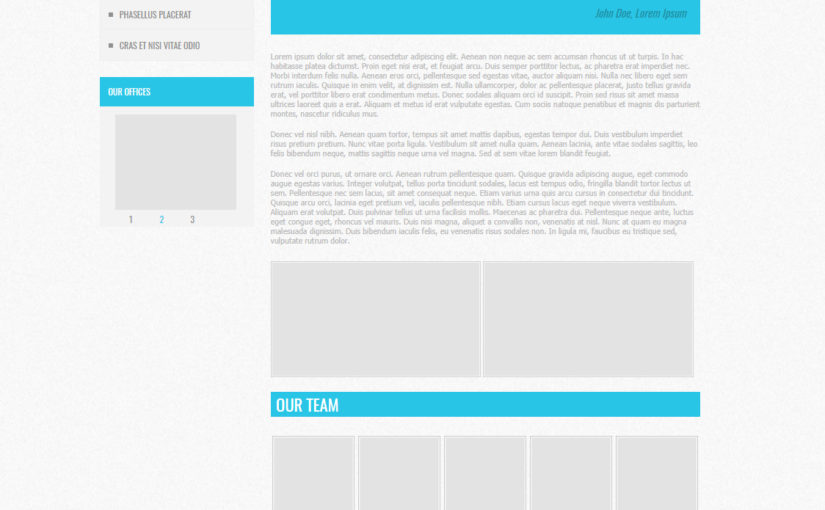 PHASELLUS PLACERAT
CRAS ET NISI VITAE ODIO
OUR OFFICES
1 2 3
John Doe, Lorem Ipsum
Lorem ipsum dolor sit amet, consectetur adipiscing elit. Aenean non neque ac sem accumsan rhoncus ut ut turpis. In hac
habitasse platea dictumst. Proin eget nisi erat, et feugiat arcu. Duis semper porttitor lectus, ac pharetra erat imperdiet nec.
Morbi interdum felis nulla. Aenean eros orci, pellentesque sed egestas vitae, auctor aliquam nisi. Nulla nec libero eget sem
rutrum iaculis. Quisque in enim velit, at dignissim est. Nulla ullamcorper, dolor ac pellentesque placerat, justo tellus gravida
erat, vel porttitor libero erat condimentum metus. Donec sodales aliquam orci id suscipit. Proin sed risus sit amet massa
ultrices laoreet quis a erat. Aliquam et metus id erat vulputate egestas. Cum sociis natoque penatibus et magnis dis parturient
montes, nascetur ridiculus mus.
Donec vel nisl nibh. Aenean quam tortor, tempus sit amet mattis dapibus, egestas tempor dui. Duis vestibulum imperdiet
risus pretium pretium. Nunc vitae porta ligula. Vestibulum sit amet nulla quam. Aenean lacinia, ante vitae sodales sagittis, leo
felis bibendum neque, mattis sagittis neque urna vel magna. Sed at sem vitae lorem blandit feugiat.
Donec vel orci purus, ut ornare orci. Aenean rutrum pellentesque quam. Quisque gravida adipiscing augue, eget commodo
augue egestas varius. Integer volutpat, tellus porta tincidunt sodales, lacus est tempus odio, fringilla blandit tortor lectus ut
sem. Pellentesque nec sem lacus, sit amet consequat neque. Etiam varius urna quis arcu cursus in consectetur dui tincidunt.
Quisque arcu orci, lacinia eget pretium vel, iaculis pellentesque nibh. Etiam cursus lacus eget neque viverra vestibulum.
Aliquam erat volutpat. Duis pulvinar tellus ut urna facilisis mollis. Maecenas ac pharetra dui. Pellentesque neque ante, luctus
eget congue eget, rhoncus vel mauris. Duis nisi magna, aliquet a convallis non, venenatis at nisl. Nunc at quam eu magna
malesuada dignissim. Duis bibendum iaculis felis, eu venenatis risus sodales non. In ligula mi, faucibus eu tristique sed,
vulputate rutrum dolor.
OUR TEAM